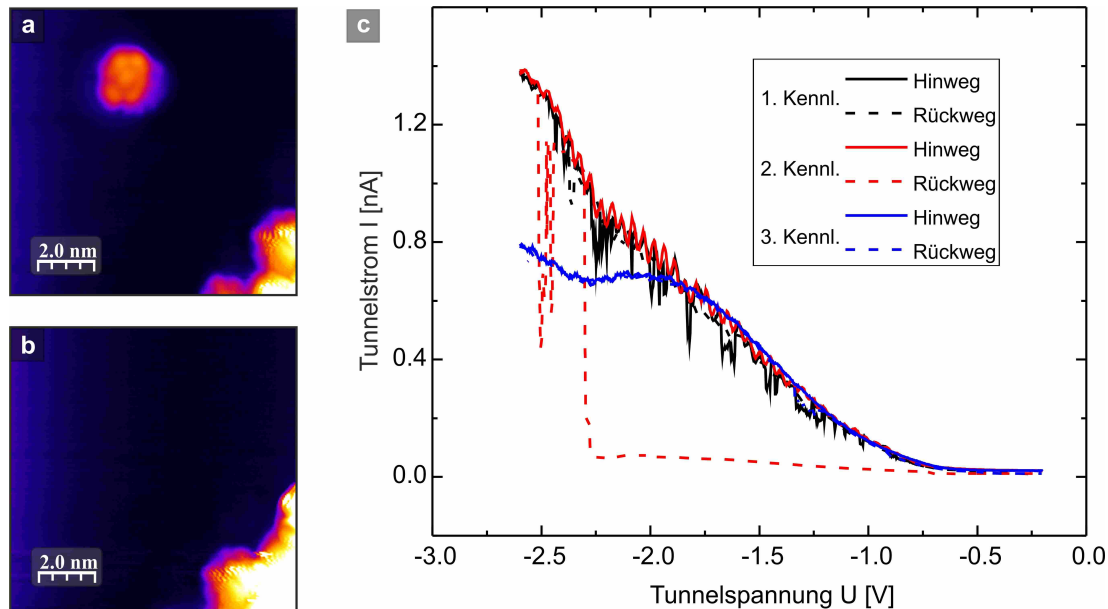 a
2.0 nm
b
2.0 nm
c
Tunnelstrom I [nA]
1.2
0.8
0.4
0.0
-3.0 -2.5 -2.0 -1.5 -1.0 -0.5 0.0
Tunnelspannung U [V]
1. Kennl.
Hinweg
Rückweg
2. Kennl.
Hinweg
Rückweg
3. Kennl.
Hinweg
Rückweg